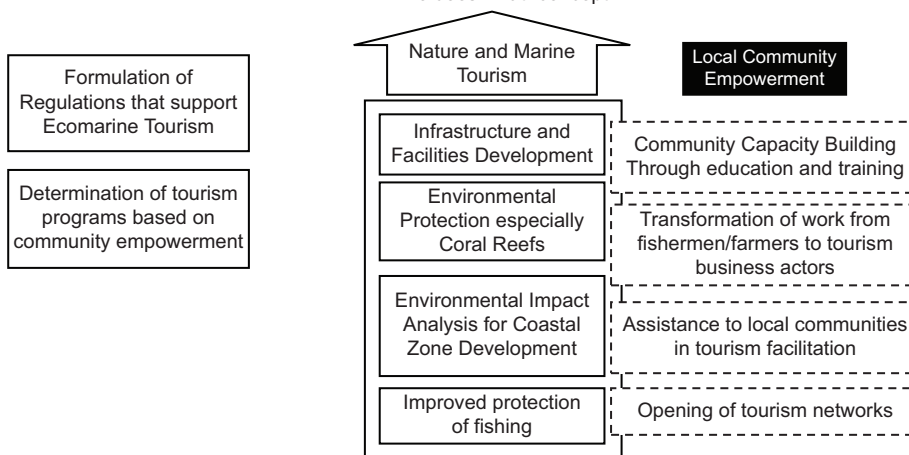 Formulation of
Regulations that support
Ecomarine Tourism
Determination of tourism
programs based on
community empowerment
Nature and Marine
Tourism
Infrastructure and
Facilities Development
Environmental
Protection especially
Coral Reefs
Environmental Impact
Analysis for Coastal
Zone Development
Improved protection
of fishing
Local Community
Empowerment
Community Capacity Building
Through education and training
Transformation of work from
fishermen/farmers to tourism
business actors
Assistance to local communities
in tourism facilitation
Opening of tourism networks